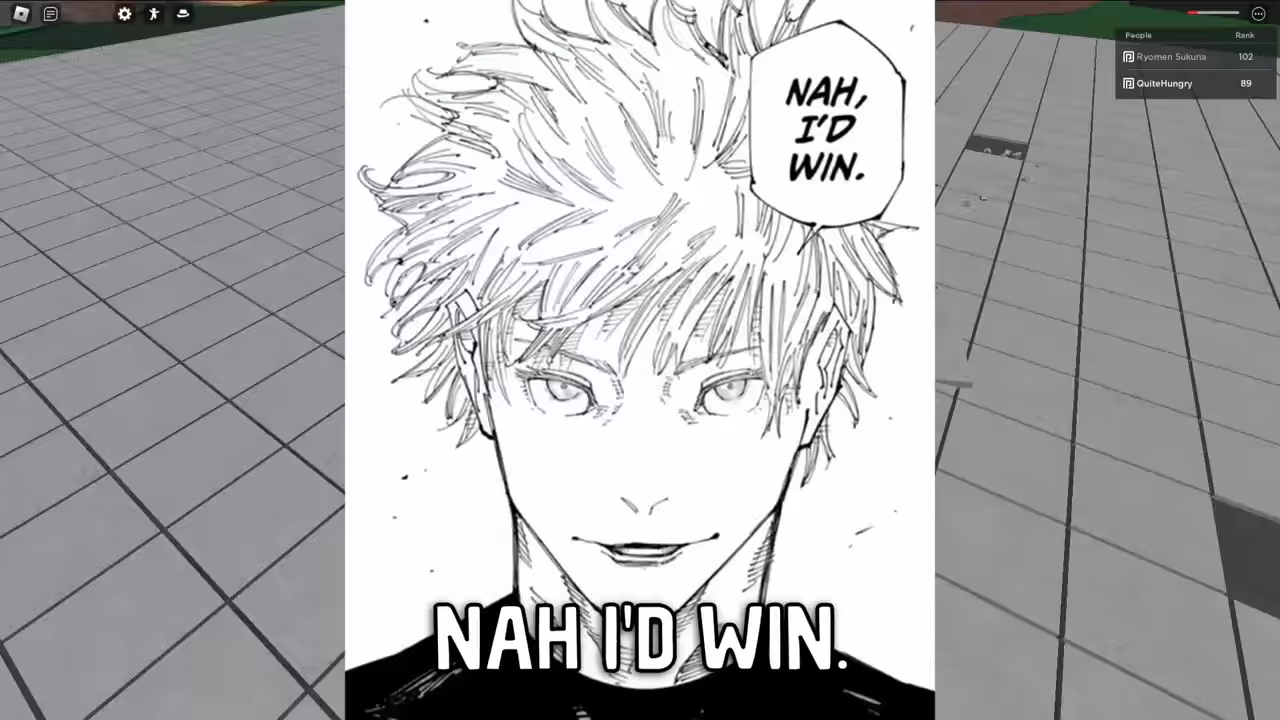 People Rank
Ryomen Sukuna 102
QuiteHungry 89
NAH,
I'D
WIN.
NAH I'D WIN.